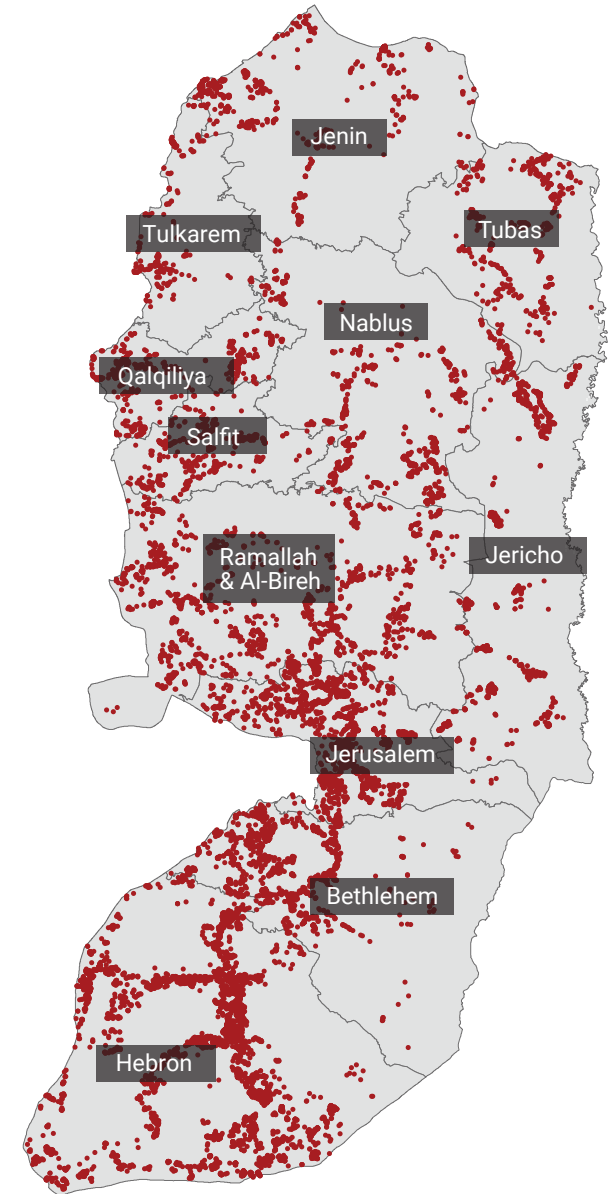 Jenin
Tulkarem
Tubas
Nablus
Qalqiliya
Salfit
Ramallah
& Al-Bireh
Jericho
Jerusalem
Bethlehem
Hebron